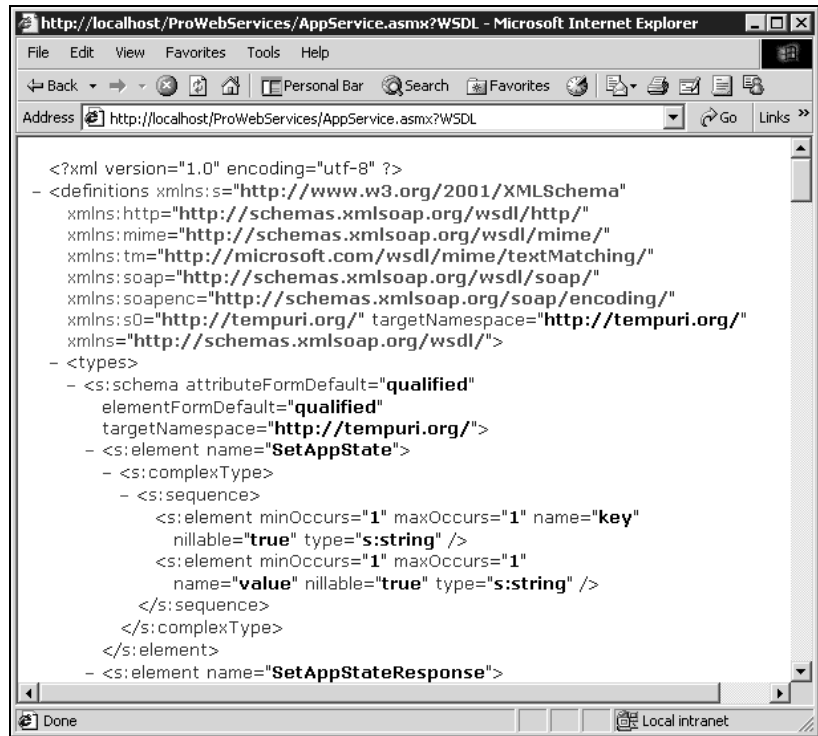 http://localhost/ProWebServices/AppService.asmx?WSDL - Microsoft Internet Explorer
File Edit View Favorites Tools Help
Back Personal Bar Search Favorites
Address http://localhost/ProWebServices/AppService.asmx?WSDL Go Links »
<?xml version="1.0" encoding="utf-8" ?>
- <definitions xmlns:s="http://www.w3.org/2001/XMLSchema"
xmlns:http="http://schemas.xmlsoap.org/wsdl/http/"
xmlns:mime="http://schemas.xmlsoap.org/wsdl/mime/"
xmlns:tm="http://microsoft.com/wsdl/mime/textMatching/"
xmlns:soap="http://schemas.xmlsoap.org/wsdl/soap/"
xmlns:soapenc="http://schemas.xmlsoap.org/soap/encoding/"
xmlns:s0="http://tempuri.org/" targetNamespace="http://tempuri.org/"
xmlns="http://schemas.xmlsoap.org/wsdl/">
- <types>
- <s:schema attributeFormDefault="qualified"
elementFormDefault="qualified"
targetNamespace="http://tempuri.org/">
- <s:element name="SetAppState">
- <s:complexType>
- <s:sequence>
<s:element minOccurs="1" maxOccurs="1" name="key"
nillable="true" type="s:string" />
<s:element minOccurs="1" maxOccurs="1"
name="value" nillable="true" type="s:string" />
</s:sequence>
</s:complexType>
</s:element>
- <s:element name="SetAppStateResponse">
Done Local intranet